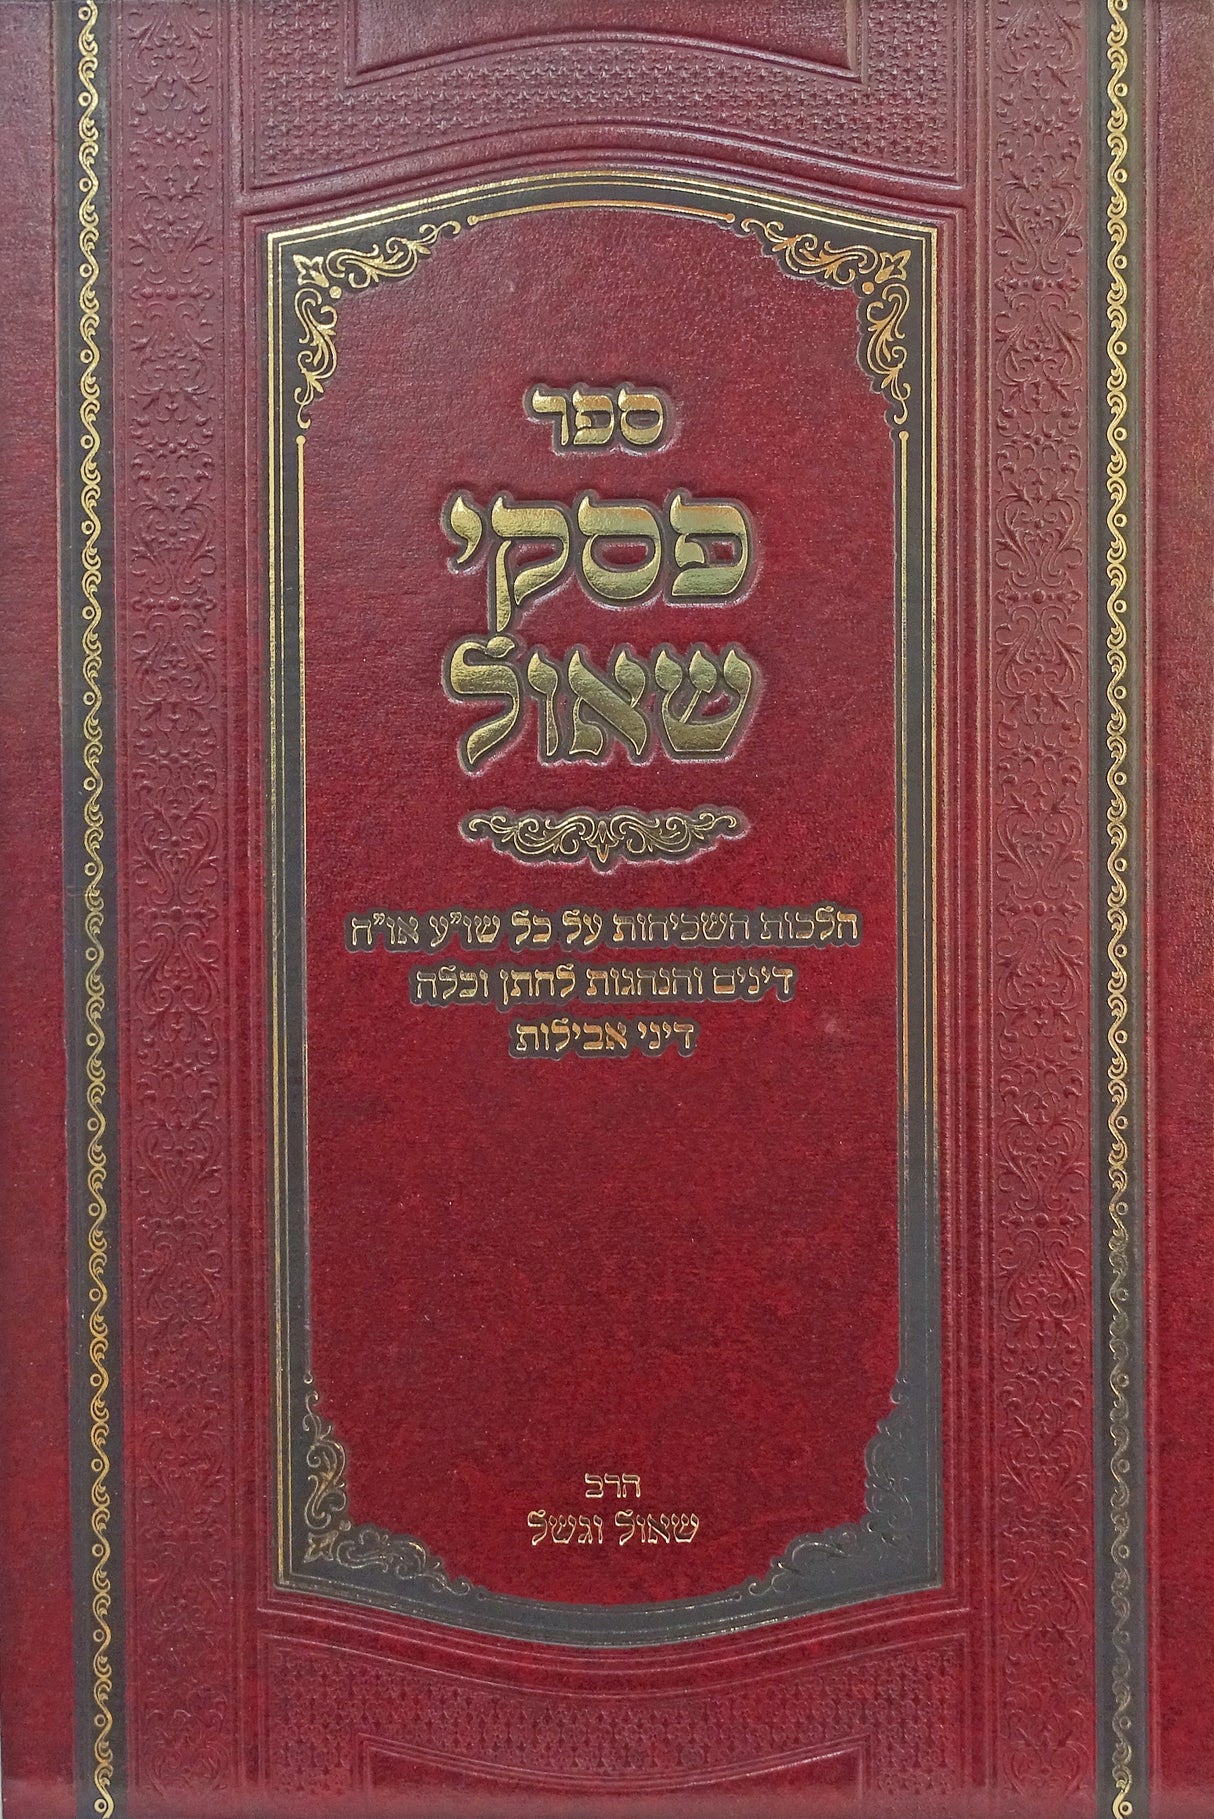 ספר
פסקי
שאול
הלכות השכיחות על כל שו"ע או"ח
דינים והנהגות לחתן וכלה
דיני אבילות
הרב
שאול וגשל